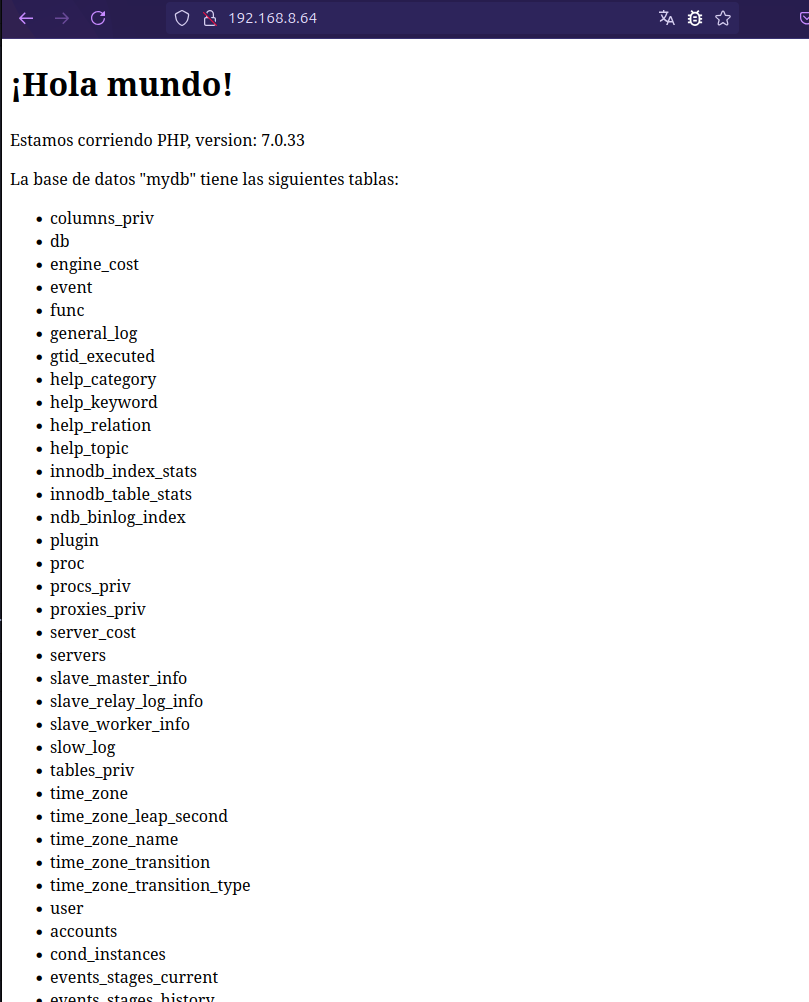 192.168.8.64
¡Hola mundo!
Estamos corriendo PHP, version: 7.0.33
La base de datos "mydb" tiene las siguientes tablas:
columns_priv
db
engine_cost
event
func
general_log
gtid_executed
help_category
help_keyword
help_relation
help_topic
innodb_index_stats
innodb_table_stats
ndb_binlog_index
plugin
proc
procs_priv
proxies_priv
server_cost
servers
slave_master_info
slave_relay_log_info
slave_worker_info
slow_log
tables_priv
time_zone
time_zone_leap_second
time_zone_name
time_zone_transition
time_zone_transition_type
user
accounts
cond_instances
events_stages_current
events_stages_history